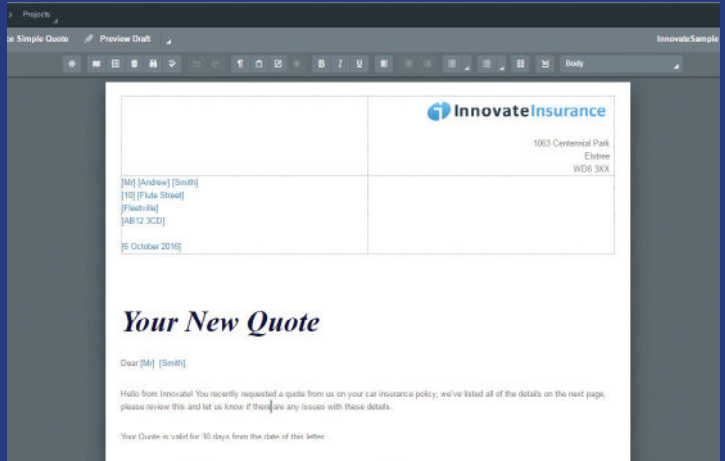 Projects
ce Simple Quote Preview Draft InnovateSample
B I U Body
InnovateInsurance
1063 Centennial Park
Elstree
WD6 3XX
[Mr] [Andrew] [Smith]
[10] [Flute Street]
[Fleetville]
[AB12 3CD]
[6 October 2016]
Your New Quote
Dear [Mr] [Smith],
Hello from Innovate! You recently requested a quote from us on your car insurance policy, we've listed all of the details on the next page,
please review this and let us know if there are any issues with these details.
Your Quote is valid for 30 days from the date of this letter